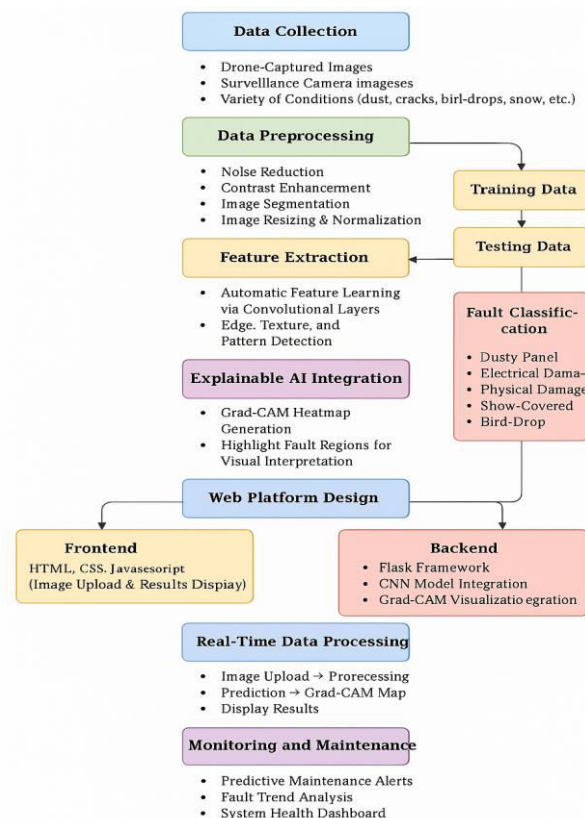 Data Collection
• Drone-Captured Images
• Survelllance Camera imageses
• Variety of Conditions (dust, cracks, birl-drops, snow, etc.)
Data Preprocessing
• Nolse Reduction
• Contrast Enhancement
• Image Segmentation
• Image Resizing & Normalization
Training Data
Testing Data
Feature Extraction
• Automatic Feature Learning
via Convolutional Layers
• Edge. Texture, and
Pattern Detection
Fault Classific-
cation
• Dusty Panel
• Electrical Dama-
• Physical Damage
• Show-Covered
• Bird-Drop
Explainable AI Integration
• Grad-CAM Heatmap
Generation
• Highlight Fault Regions for
Visual Interpretation
Web Platform Design
Frontend
HTML, CSS. Javasesoript
(Image Upload & Results Dispiay)
Backend
• Flask Framework
• CNN Model Integration
• Grad-CAM Visualizatio egration
Real-Time Data Processing
• Image Upload → Prorecessing
• Prediction → Grad-CAM Map
• Display Results
Monitoring and Maintenance
• Predictive Maintenance Alerts
• Fault Trend Analysis
• System Health Dashboard